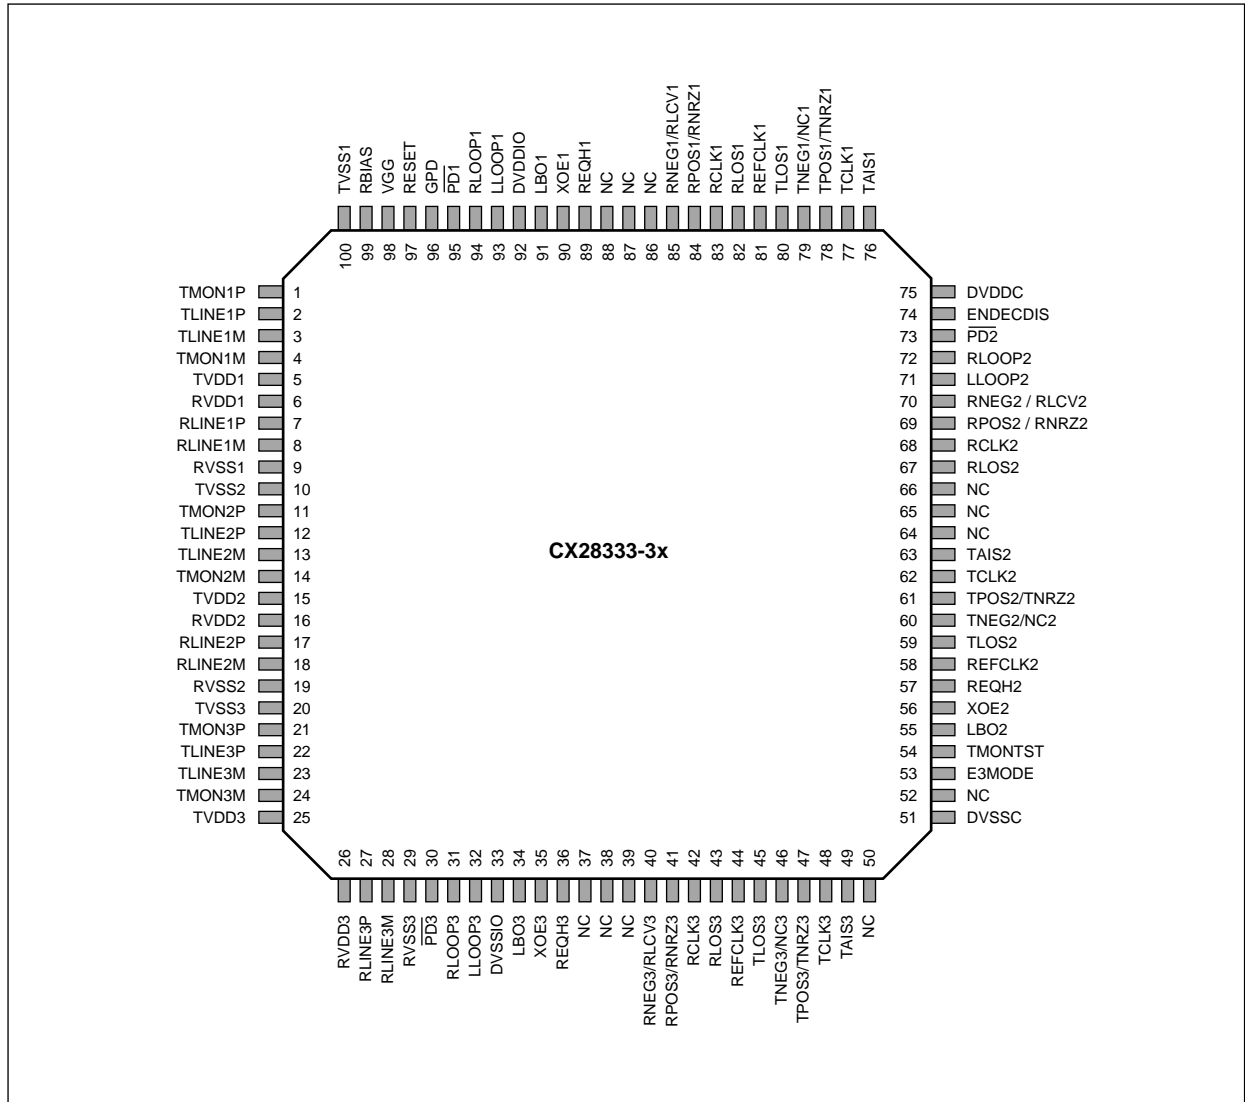 TVSS1 RBIAS VGG RESET GPD PD1 RLOOP1 LLOOP1 DVDDIO LBO1 XOE1 REQH1 NC NC NC RNEG1/RLCV1 RPOS1/RNRZ1 RCLK1 RLOS1 REFCLK1 TLOS1 TNEG1/NC1 TPOS1/TNRZ1 TCLK1 TAIS1
100 99 98 97 96 95 94 93 92 91 90 89 88 87 86 85 84 83 82 81 80 79 78 77 76
TMON1P 1 75 DVDDC
TLINE1P 2 74 ENDECDIS
TLINE1M 3 73 PD2
TMON1M 4 72 RLOOP2
TVDD1 5 71 LLOOP2
RVDD1 6 70 RNEG2 / RLCV2
RLINE1P 7 69 RPOS2 / RNRZ2
RLINE1M 8 68 RCLK2
RVSS1 9 67 RLOS2
TVSS2 10 66 NC
TMON2P 11 65 NC
TLINE2P 12 64 NC
CX28333-3x
TLINE2M 13 63 TAIS2
TMON2M 14 62 TCLK2
TVDD2 15 61 TPOS2/TNRZ2
RVDD2 16 60 TNEG2/NC2
RLINE2P 17 59 TLOS2
RLINE2M 18 58 REFCLK2
RVSS2 19 57 REQH2
TVSS3 20 56 XOE2
TMON3P 21 55 LBO2
TLINE3P 22 54 TMONTST
TLINE3M 23 53 E3MODE
TMON3M 24 52 NC
TVDD3 25 51 DVSSC
26 27 28 29 30 31 32 33 34 35 36 37 38 39 40 41 42 43 44 45 46 47 48 49 50
RVDD3 RLINE3P RLINE3M RVSS3 PD3 RLOOP3 LLOOP3 DVSSIO LBO3 XOE3 REQH3 NC NC NC RNEG3/RLCV3 RPOS3/RNRZ3 RCLK3 RLOS3 REFCLK3 TLOS3 TNEG3/NC3 TPOS3/TNRZ3 TCLK3 TAIS3 NC